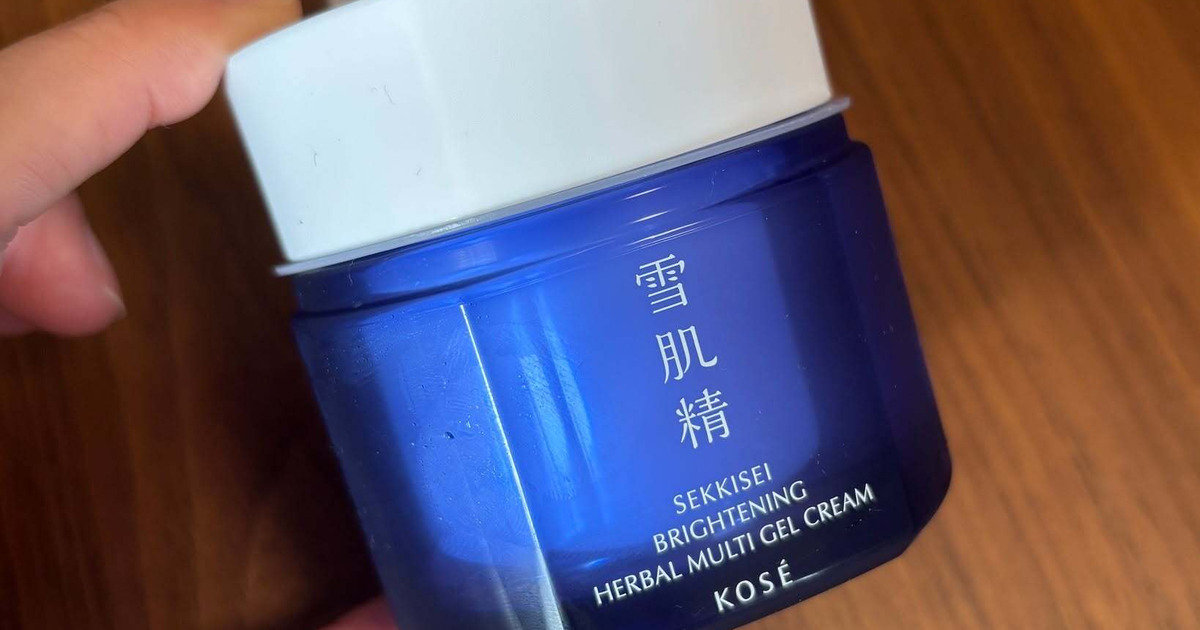 雪肌精
SEKKISEI
BRIGHTENING
HERBAL MULTI GEL CREAM
KOSÉ